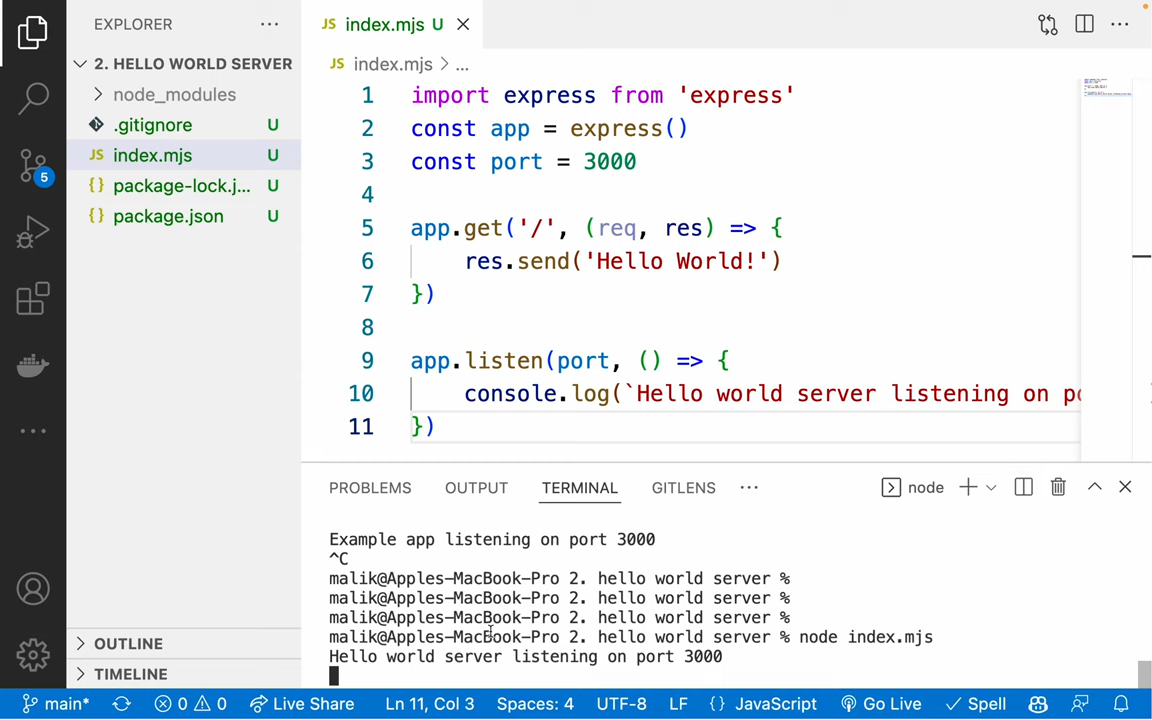 EXPLORER
2. HELLO WORLD SERVER
node_modules
.gitignore U
JS index.mjs U
{} package-lock.j... U
{} package.json U
OUTLINE
TIMELINE
5
JS index.mjs U
JS index.mjs > ...
1 import express from 'express'
2 const app = express()
3 const port = 3000
4
5 app.get('/', (req, res) => {
6 res.send('Hello World!')
7 })
8
9 app.listen(port, () => {
10 console.log(`Hello world server listening on po
11 })
PROBLEMS OUTPUT TERMINAL GITLENS ... node
Example app listening on port 3000
^C
malik@Apples-MacBook-Pro 2. hello world server %
malik@Apples-MacBook-Pro 2. hello world server %
malik@Apples-MacBook-Pro 2. hello world server %
malik@Apples-MacBook-Pro 2. hello world server % node index.mjs
Hello world server listening on port 3000
main* 0 0 Live Share Ln 11, Col 3 Spaces: 4 UTF-8 LF {} JavaScript Go Live Spell